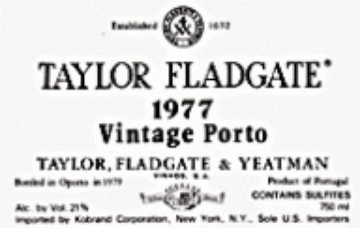 Established 1692
TAYLOR FLADGATE®
1977
Vintage Porto
TAYLOR, FLADGATE & YEATMAN
VINHOS, S.A.
Bottled in Oporto in 1979 Product of Portugal
CONTAINS SULFITES
Alc. by Vol. 21% 750 ml
Imported by Kobrand Corporation, New York, N.Y., Sole U.S. Importers